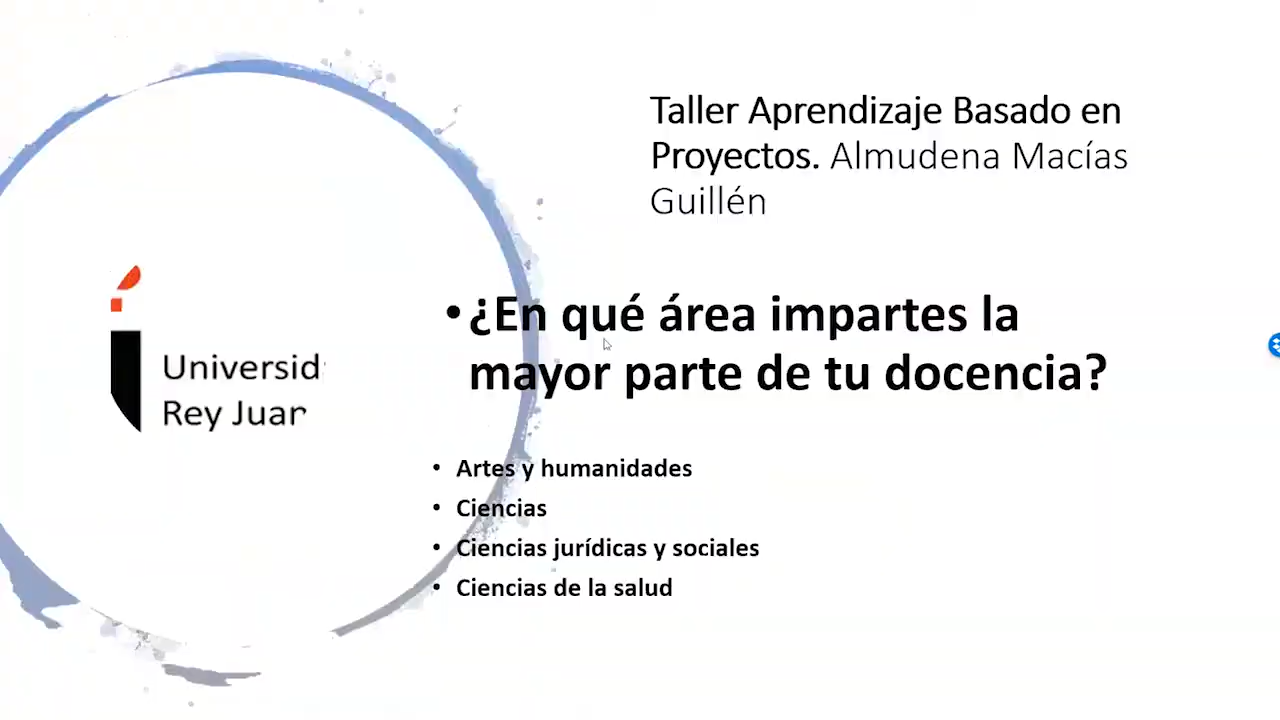 Taller Aprendizaje Basado en
Proyectos. Almudena Macías
Guillén
• ¿En qué área impartes la
mayor parte de tu docencia?
Universid
Rey Juan
• Artes y humanidades
• Ciencias
• Ciencias jurídicas y sociales
• Ciencias de la salud